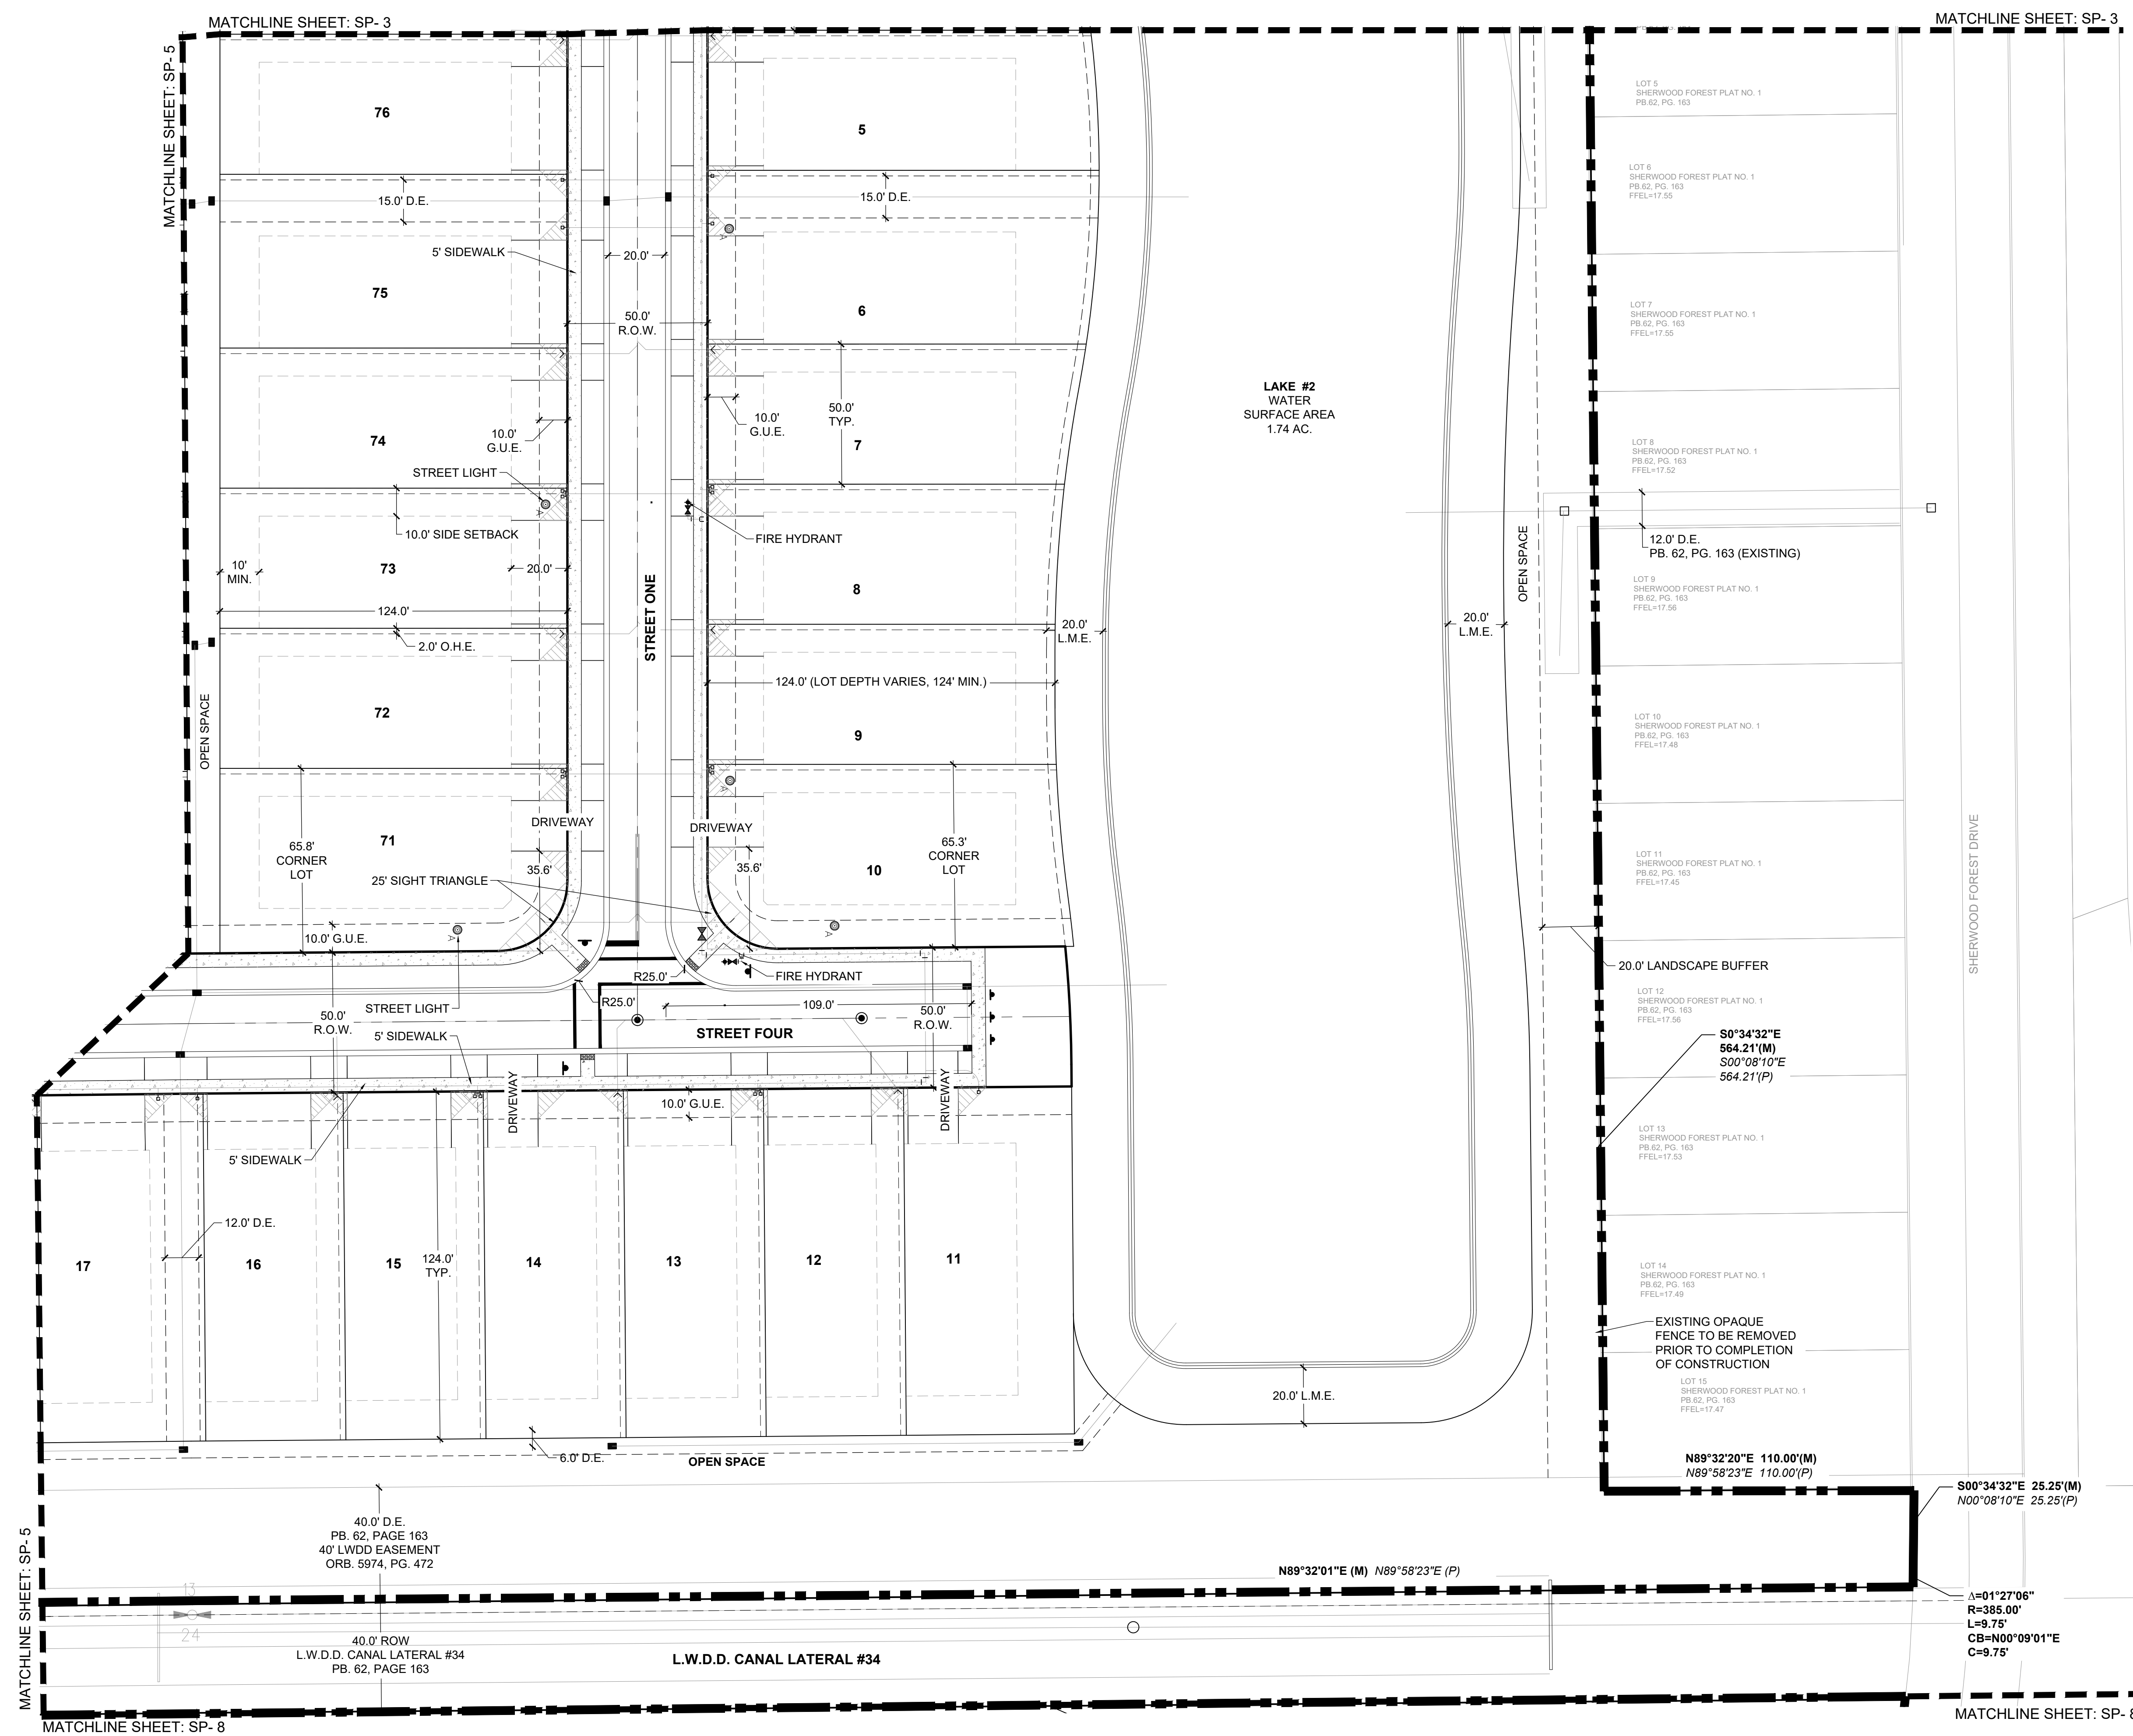 MATCHLINE SHEET: SP- 3
MATCHLINE SHEET: SP- 3
MATCHLINE SHEET: SP- 5
76
5
15.0' D.E.
15.0' D.E.
5' SIDEWALK
20.0'
75
6
50.0'
R.O.W.
10.0'
G.U.E.
10.0'
G.U.E.
50.0'
TYP.
74
7
STREET LIGHT
A
A
10.0' SIDE SETBACK
FIRE HYDRANT
10'
MIN.
73
20.0'
8
STREET ONE
124.0'
2.0' O.H.E.
20.0'
L.M.E.
20.0'
L.M.E.
124.0' (LOT DEPTH VARIES, 124' MIN.)
OPEN SPACE
72
9
A
DRIVEWAY
DRIVEWAY
71
10
65.8'
CORNER
LOT
65.3'
CORNER
LOT
35.6'
35.6'
25' SIGHT TRIANGLE
10.0' G.U.E.
A
A
LAKE #2
WATER
SURFACE AREA
1.74 AC.
OPEN SPACE
LOT 5
SHERWOOD FOREST PLAT NO. 1
PB.62, PG. 163
LOT 6
SHERWOOD FOREST PLAT NO. 1
PB.62, PG. 163
FFEL=17.55
LOT 7
SHERWOOD FOREST PLAT NO. 1
PB.62, PG. 163
FFEL=17.55
LOT 8
SHERWOOD FOREST PLAT NO. 1
PB.62, PG. 163
FFEL=17.52
12.0' D.E.
PB. 62, PG. 163 (EXISTING)
LOT 9
SHERWOOD FOREST PLAT NO. 1
PB.62, PG. 163
FFEL=17.56
LOT 10
SHERWOOD FOREST PLAT NO. 1
PB.62, PG. 163
FFEL=17.48
LOT 11
SHERWOOD FOREST PLAT NO. 1
PB.62, PG. 163
FFEL=17.45
SHERWOOD FOREST DRIVE
20.0' LANDSCAPE BUFFER
LOT 12
SHERWOOD FOREST PLAT NO. 1
PB.62, PG. 163
FFEL=17.56
S0°34'32"E
564.21'(M)
S00°08'10"E
564.21'(P)
LOT 13
SHERWOOD FOREST PLAT NO. 1
PB.62, PG. 163
FFEL=17.53
LOT 14
SHERWOOD FOREST PLAT NO. 1
PB.62, PG. 163
FFEL=17.49
EXISTING OPAQUE
FENCE TO BE REMOVED
PRIOR TO COMPLETION
OF CONSTRUCTION
LOT 15
SHERWOOD FOREST PLAT NO. 1
PB.62, PG. 163
FFEL=17.47
R25.0'
FIRE HYDRANT
R25.0'
STREET LIGHT
50.0'
R.O.W.
109.0'
50.0'
R.O.W.
5' SIDEWALK
STREET FOUR
DRIVEWAY
DRIVEWAY
10.0' G.U.E.
5' SIDEWALK
12.0' D.E.
17
16
15
124.0'
TYP.
14
13
12
11
20.0' L.M.E.
6.0' D.E.
OPEN SPACE
N89°32'20"E 110.00'(M)
N89°58'23"E 110.00'(P)
S00°34'32"E 25.25'(M)
N00°08'10"E 25.25'(P)
40.0' D.E.
PB. 62, PAGE 163
40' LWDD EASEMENT
ORB. 5974, PG. 472
N89°32'01"E (M) N89°58'23"E (P)
13
24
Δ=01°27'06"
R=385.00'
L=9.75'
CB=N00°09'01"E
C=9.75'
40.0' ROW
L.W.D.D. CANAL LATERAL #34
PB. 62, PAGE 163
L.W.D.D. CANAL LATERAL #34
MATCHLINE SHEET: SP- 5
MATCHLINE SHEET: SP- 8
MATCHLINE SHEET: SP- 8